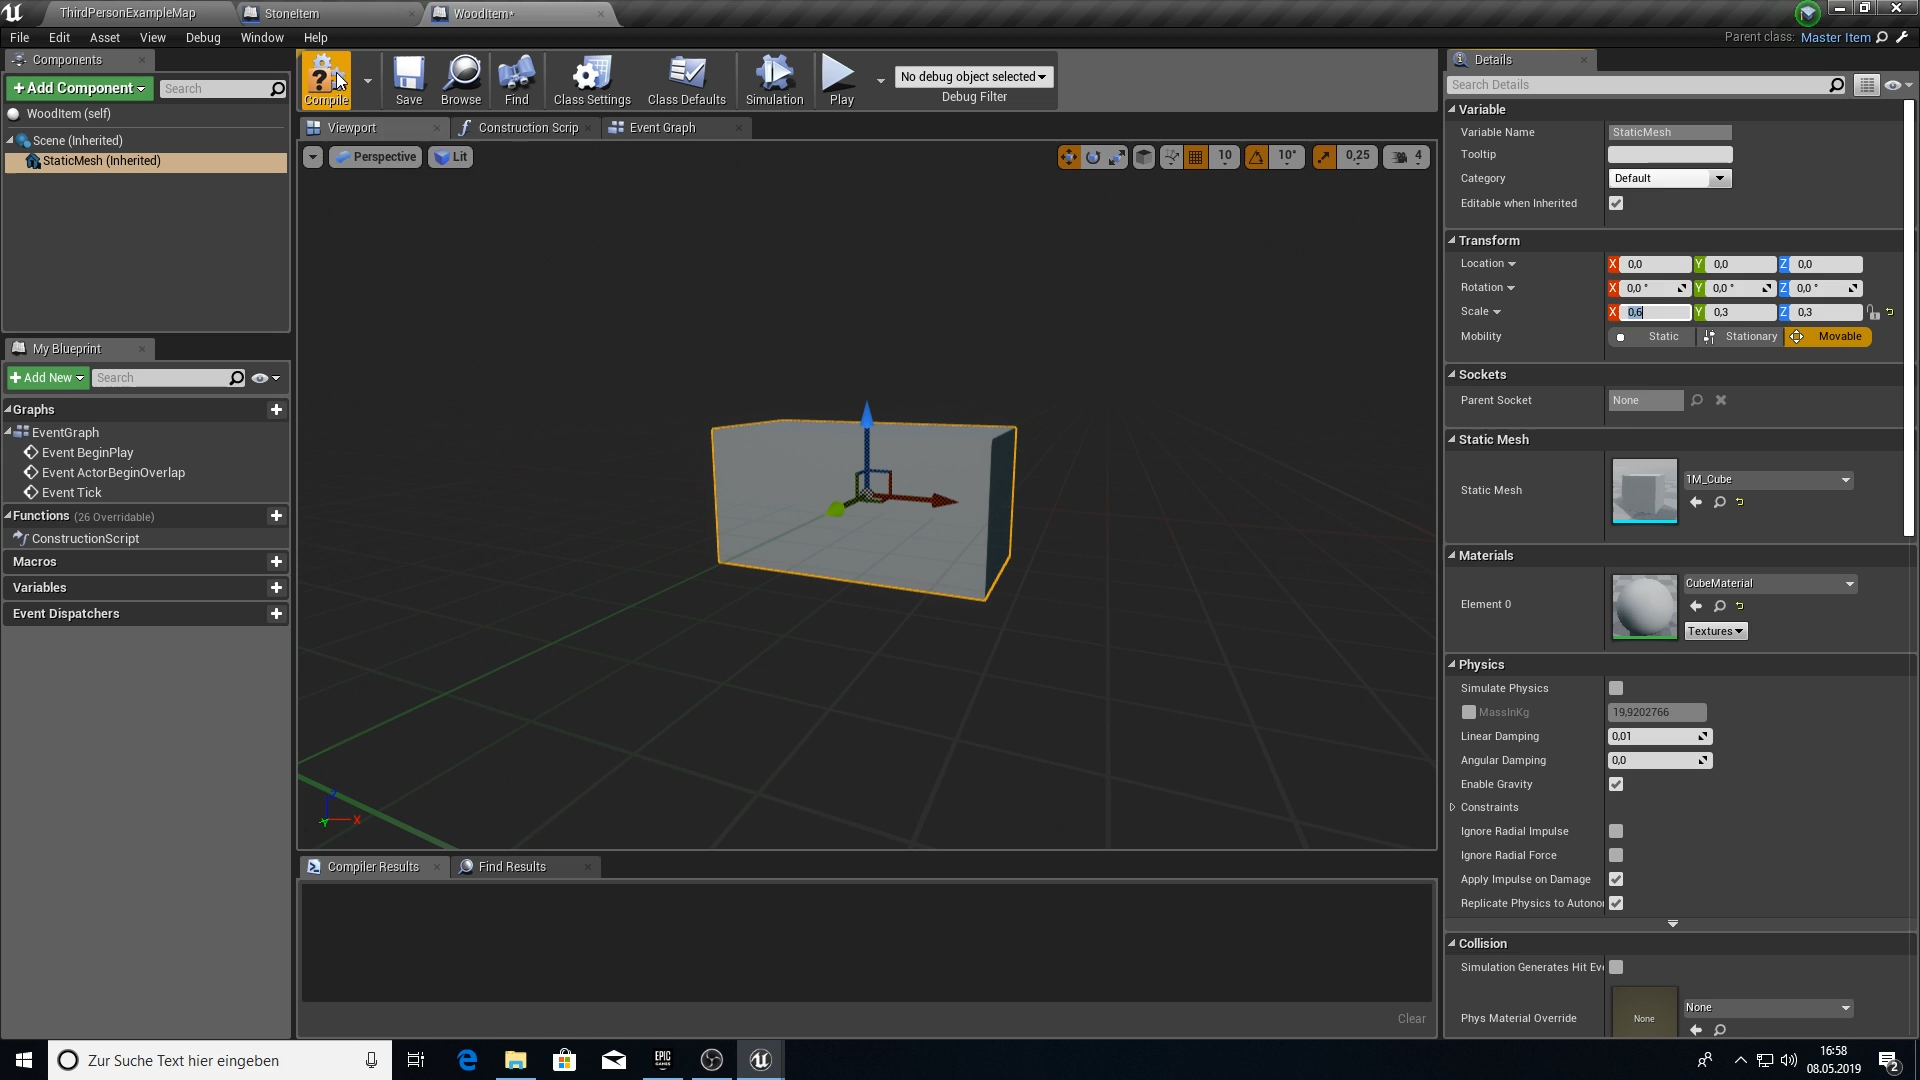 ThirdPersonExampleMap
StoneItem
WoodItem*
File Edit Asset View Debug Window Help
Parent class: Master Item
Components
+Add Component
Search
WoodItem (self)
Scene (Inherited)
StaticMesh (Inherited)
Compile
Save
Browse
Find
Class Settings
Class Defaults
Simulation
Play
No debug object selected
Debug Filter
Viewport
Construction Scrip
Event Graph
Perspective
Lit
10
10°
0,25
4
My Blueprint
+Add New
Search
Graphs
EventGraph
Event BeginPlay
Event ActorBeginOverlap
Event Tick
Functions (26 Overridable)
ConstructionScript
Macros
Variables
Event Dispatchers
X
Y
Z
Compiler Results
Find Results
Clear
Details
Search Details
Variable
Variable Name StaticMesh
Tooltip
Category Default
Editable when Inherited
Transform
Location X 0,0 Y 0,0 Z 0,0
Rotation X 0,0 ° Y 0,0 ° Z 0,0 °
Scale X 0,6 Y 0,3 Z 0,3
Mobility Static Stationary Movable
Sockets
Parent Socket None
Static Mesh
Static Mesh 1M_Cube
Materials
Element 0 CubeMaterial
Textures
Physics
Simulate Physics
MassInKg 19,9202766
Linear Damping 0,01
Angular Damping 0,0
Enable Gravity
Constraints
Ignore Radial Impulse
Ignore Radial Force
Apply Impulse on Damage
Replicate Physics to Autonor
Collision
Simulation Generates Hit Eve
Phys Material Override None None
Zur Suche Text hier eingeben
EPIC
GAMES
16:58
08.05.2019
2